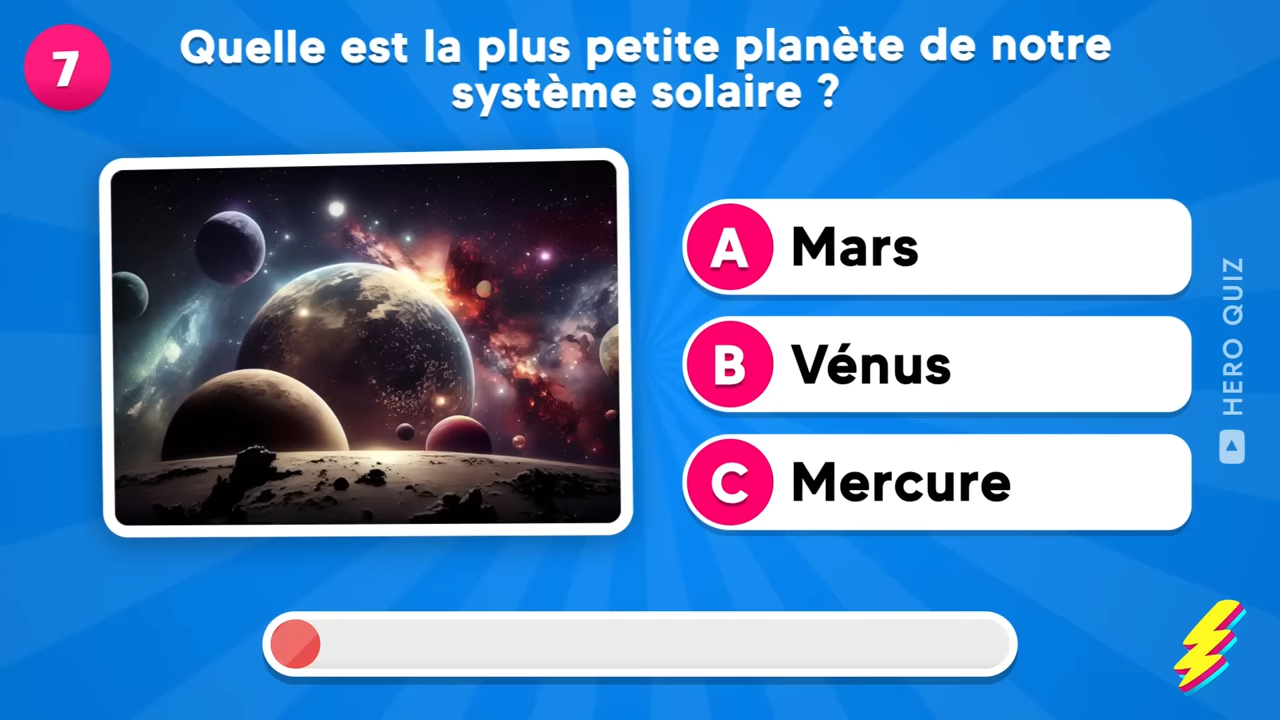 7
Quelle est la plus petite planète de notre
système solaire ?
A Mars
B Vénus
C Mercure
HERO QUIZ